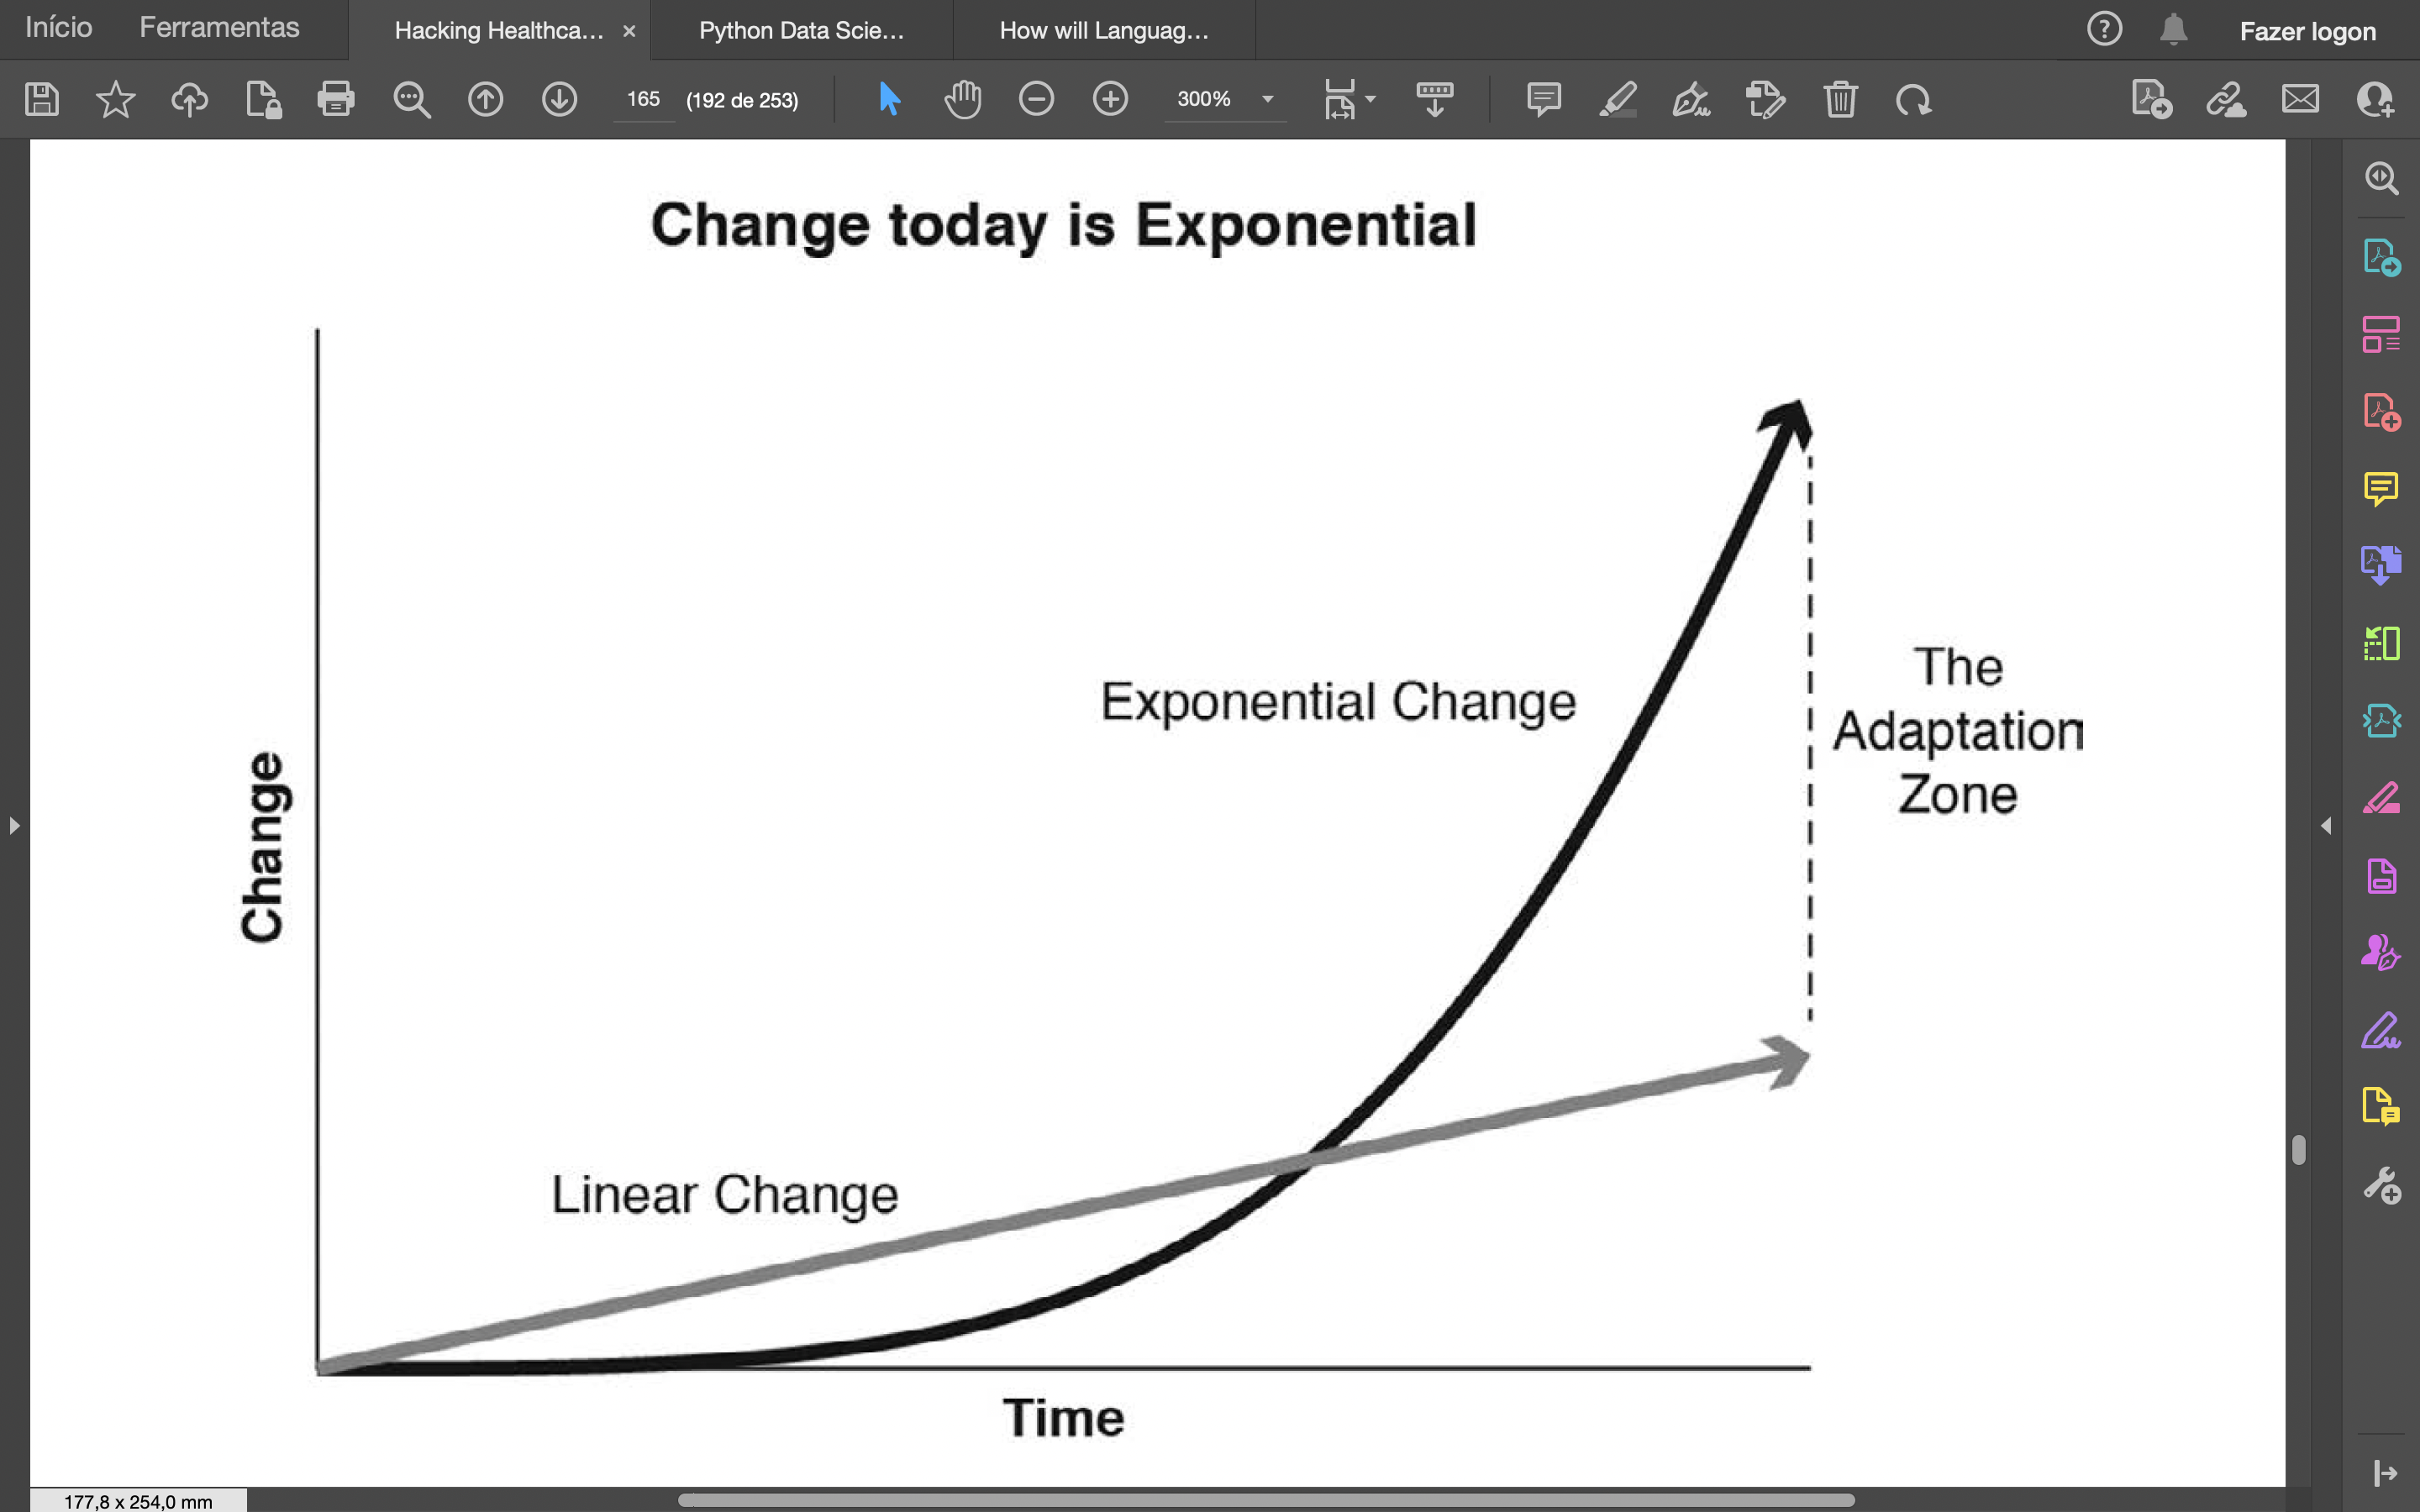 Início Ferramentas Hacking Healthca... × Python Data Scie... How will Languag... ? Fazer logon
165 (192 de 253) 300%
Change today is Exponential
Exponential Change
The
Adaptation
Zone
Change
Linear Change
Time
177,8 x 254,0 mm